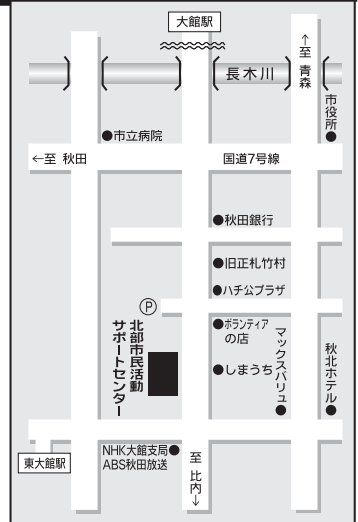 大館駅
長木川
←至 青森
市役所
市立病院
←至 秋田
国道7号線
秋田銀行
旧正札竹村
ハチ公プラザ
P
ボランティア
の店
しまうち
マックスバリュ
秋北ホテル
北部市民活動
サポートセンター
東大館駅
NHK大館支局
ABS秋田放送
至 比内→